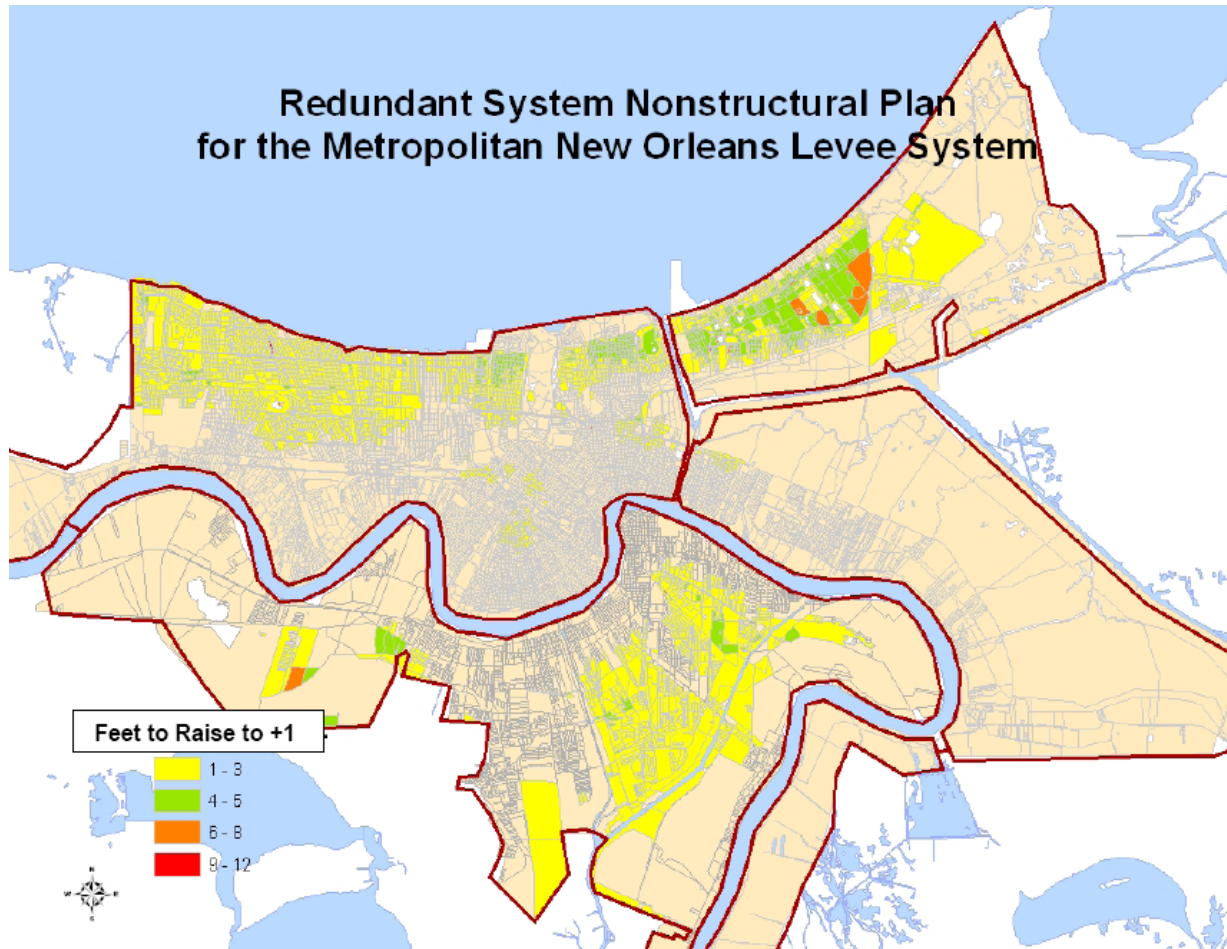 Redundant System Nonstructural Plan
for the Metropolitan New Orleans Levee System
Feet to Raise to +1
1 - 3
4 - 5
6 - 8
9 - 12
N
W E
S